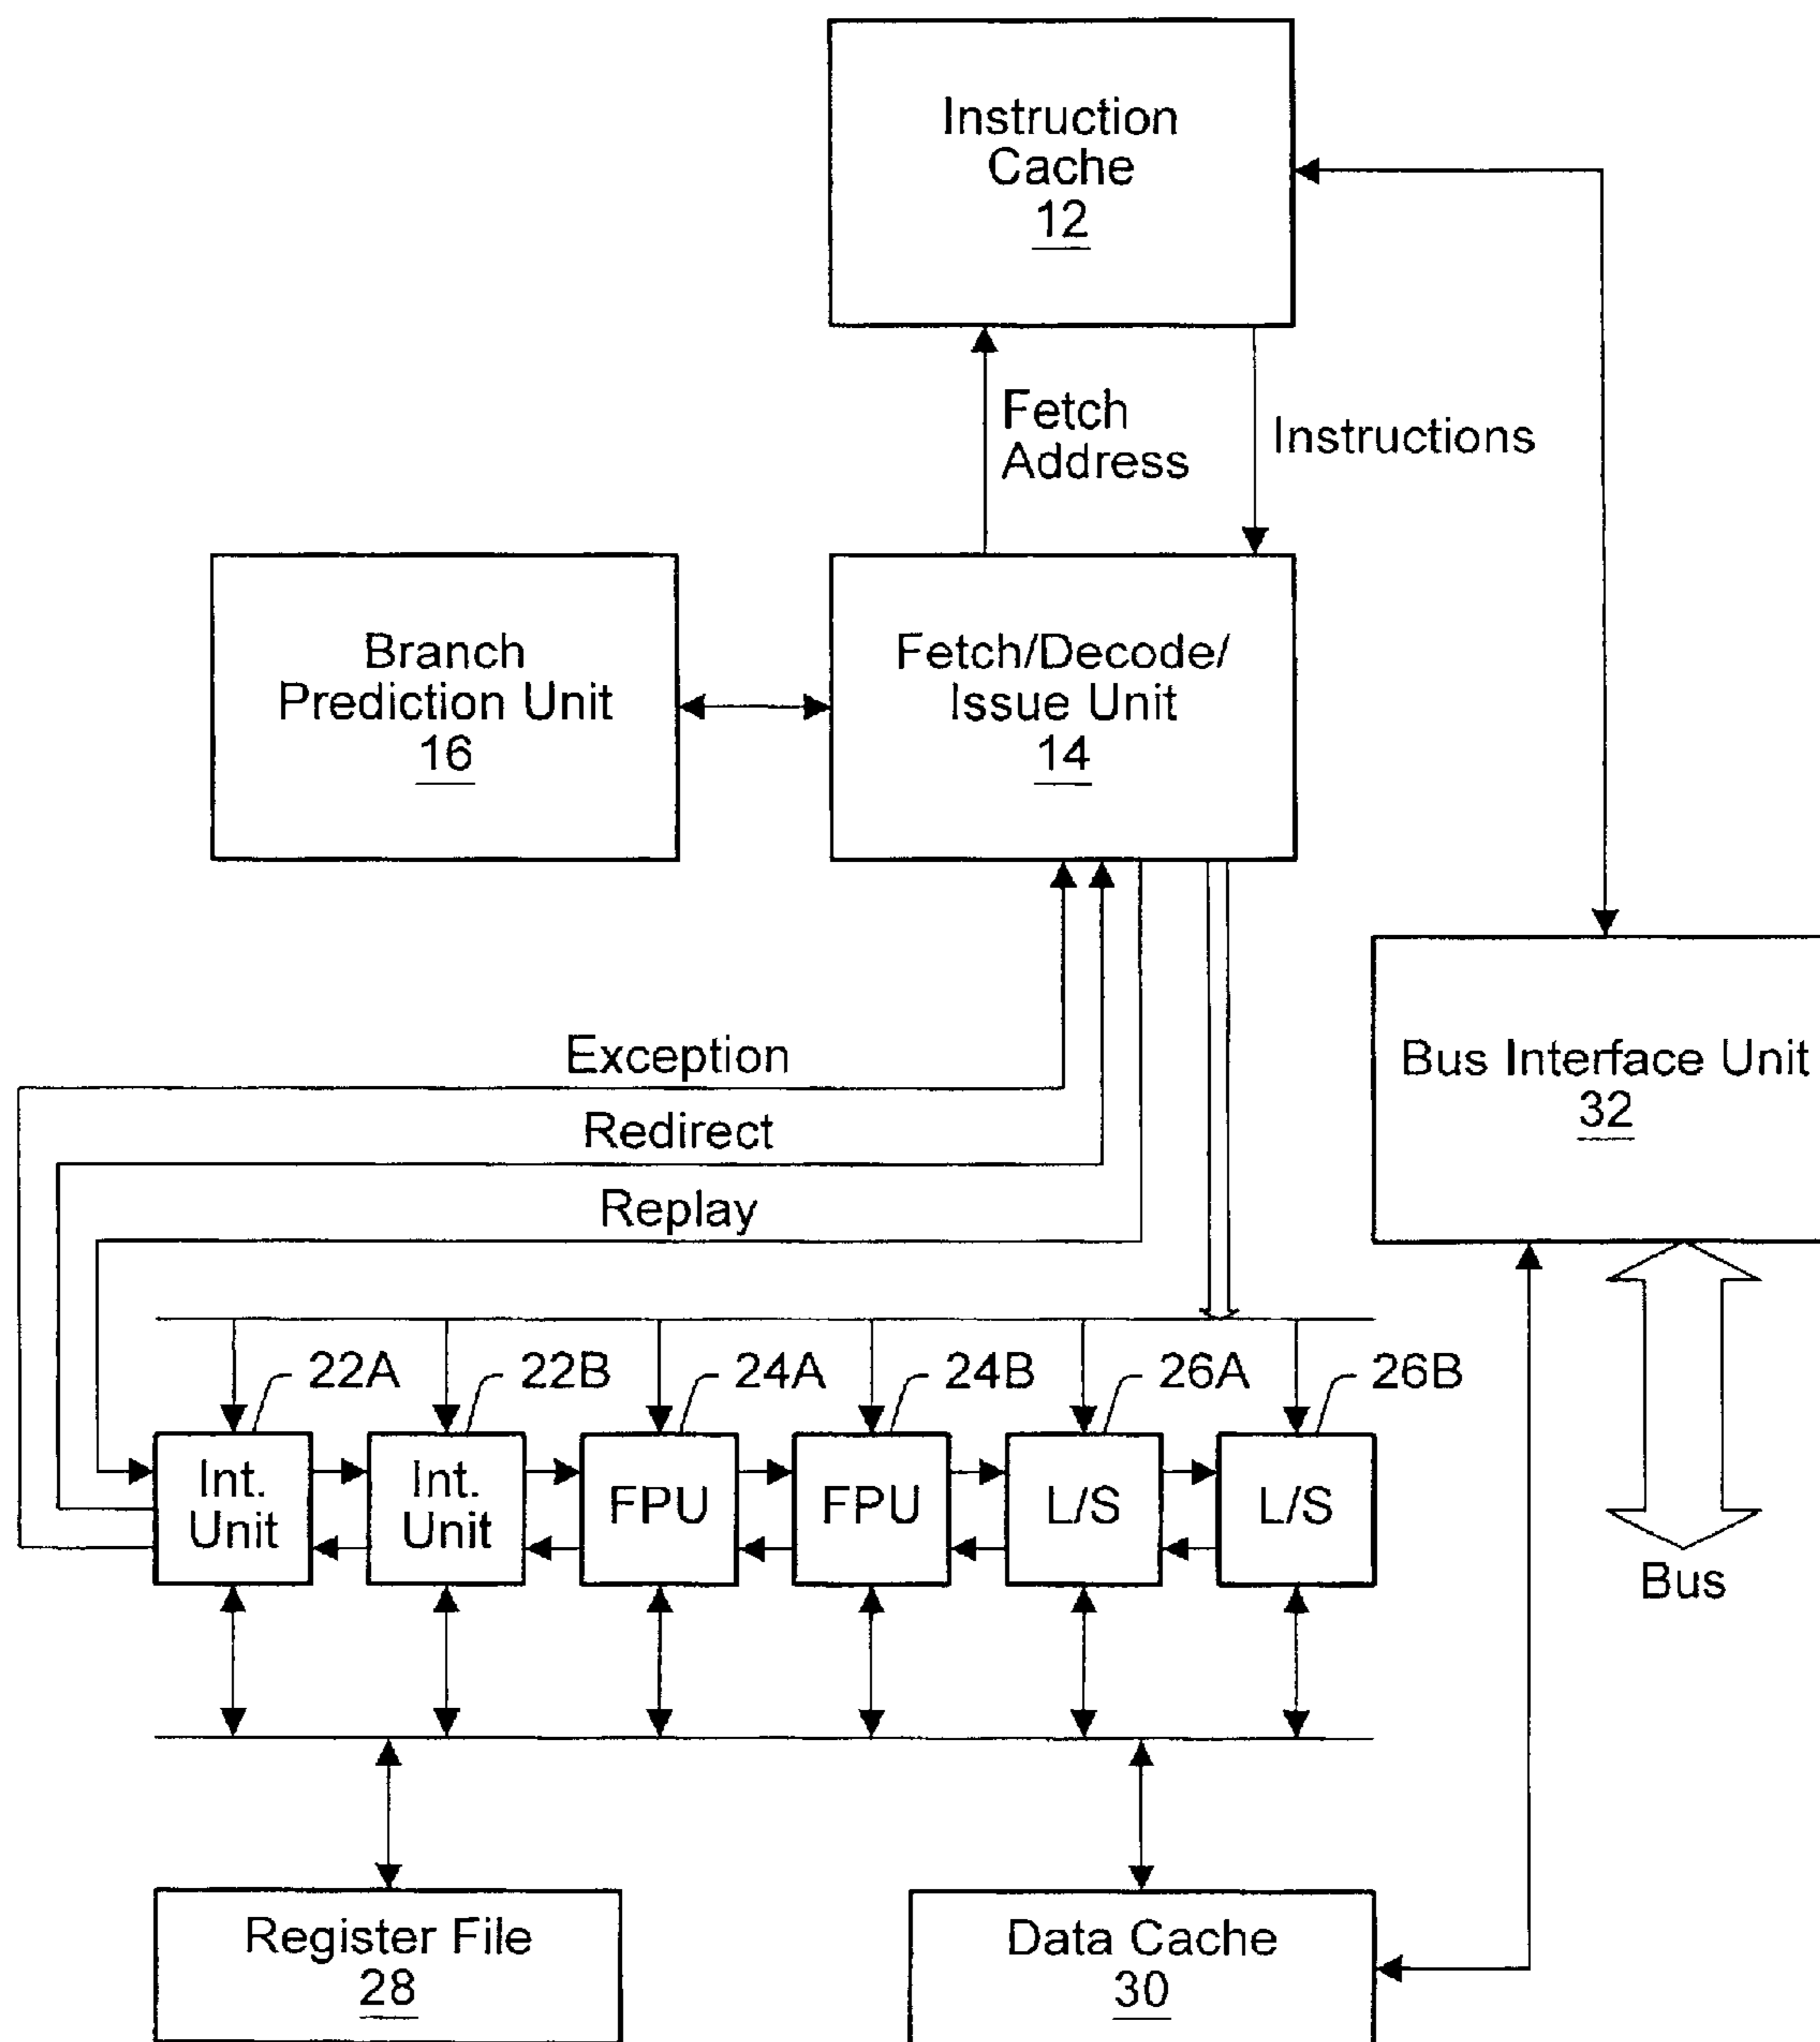 Instruction
Cache
12
Fetch
Address
Instructions
Branch
Prediction Unit
16
Fetch/Decode/
Issue Unit
14
Exception
Redirect
Replay
Bus Interface Unit
32
22A
22B
24A
24B
26A
26B
Int.
Unit
Int.
Unit
FPU
FPU
L/S
L/S
Bus
Register File
28
Data Cache
30